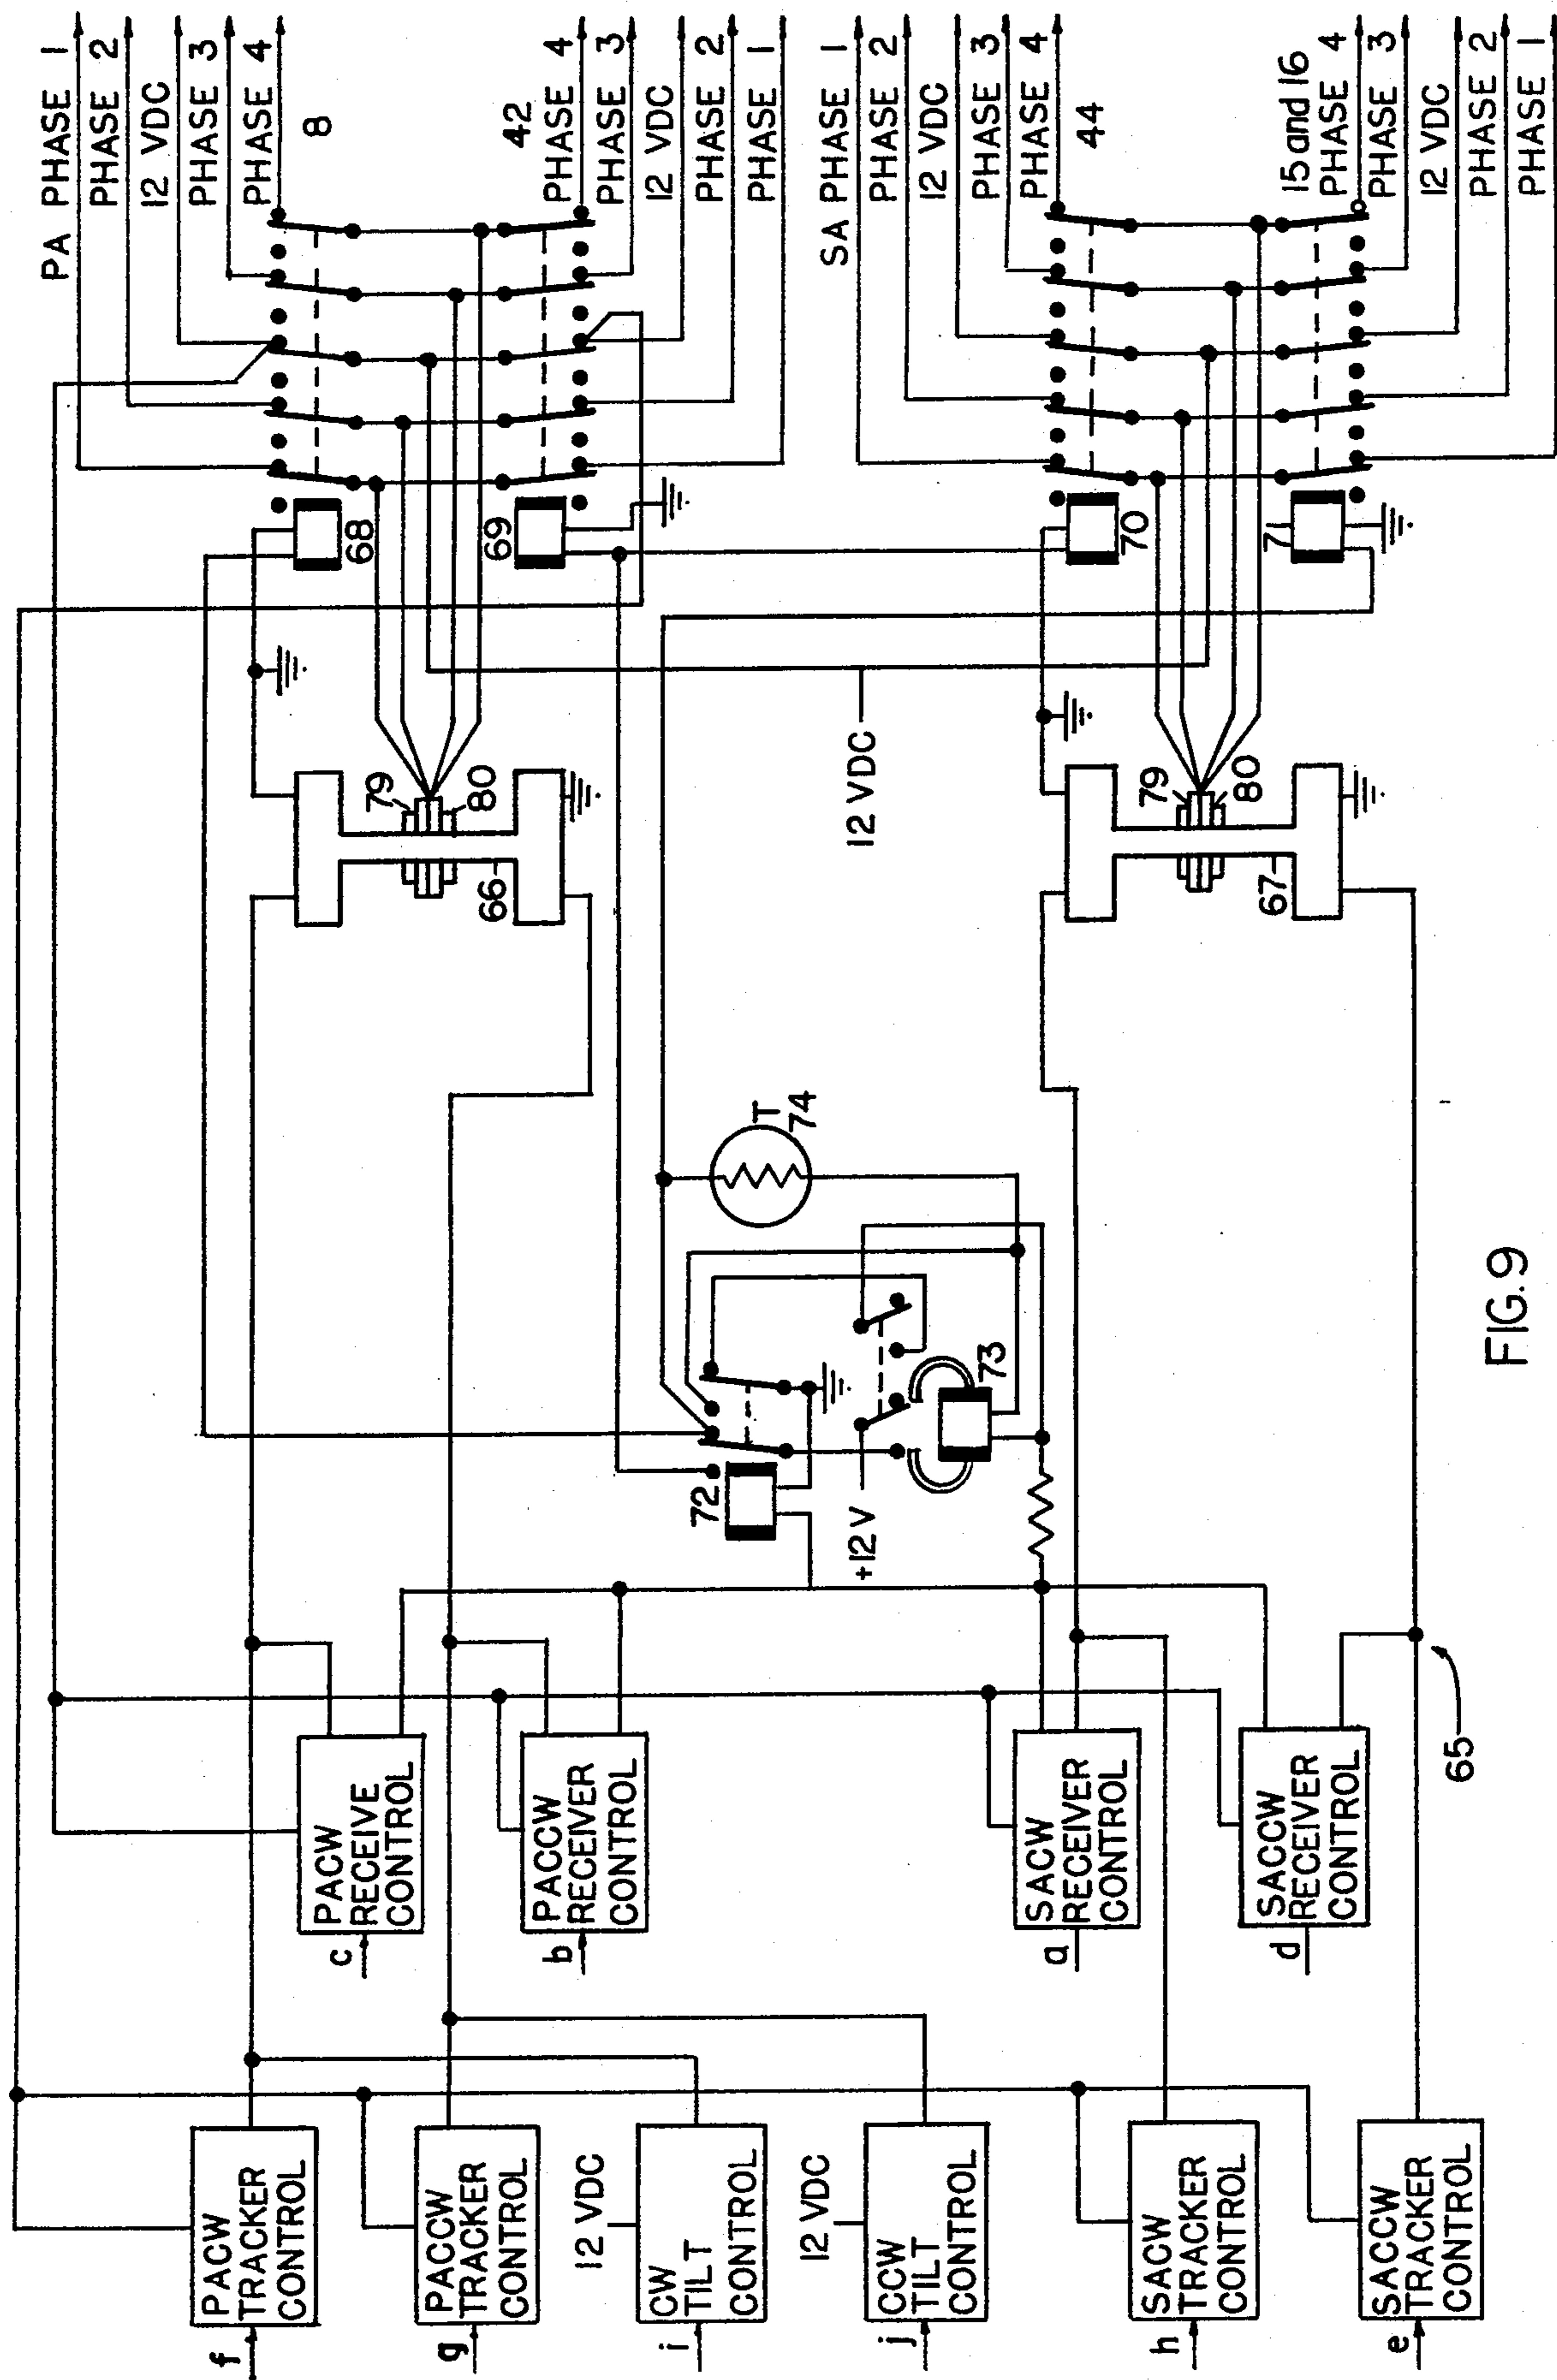 PA PHASE 1
PHASE 2
12 VDC
PHASE 3
PHASE 4
8
42
PHASE 4
PHASE 3
12 VDC
PHASE 2
PHASE 1
SA PHASE 1
PHASE 2
12 VDC
PHASE 3
PHASE 4
44
15 and 16
PHASE 4
PHASE 3
12 VDC
PHASE 2
PHASE 1
68
69
70
71
79
80
66
12 VDC
79
80
67
T
74
72
73
+12 V
PACW
RECEIVE
CONTROL
c
PACCW
RECEIVER
CONTROL
b
SACW
RECEIVER
CONTROL
a
SACCW
RECEIVER
CONTROL
d
65
PACW
TRACKER
CONTROL
f
PACCW
TRACKER
CONTROL
g
12 VDC
CW
TILT
CONTROL
i
12 VDC
CCW
TILT
CONTROL
j
SACW
TRACKER
CONTROL
h
SACCW
TRACKER
CONTROL
e
FIG. 9